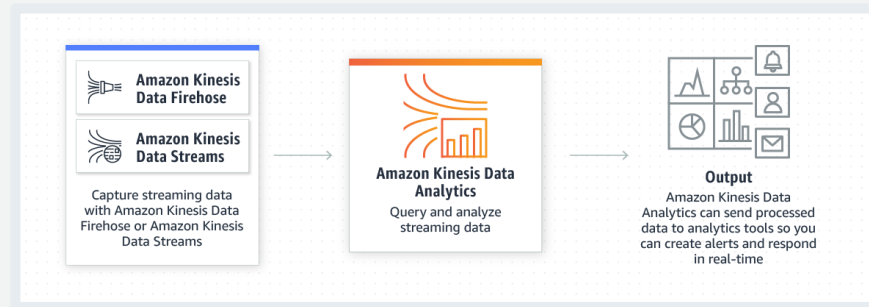 Amazon Kinesis
Data Firehose
Amazon Kinesis
Data Streams
Capture streaming data
with Amazon Kinesis Data
Firehose or Amazon Kinesis
Data Streams
Amazon Kinesis Data
Analytics
Query and analyze
streaming data
Output
Amazon Kinesis Data
Analytics can send processed
data to analytics tools so you
can create alerts and respond
in real-time